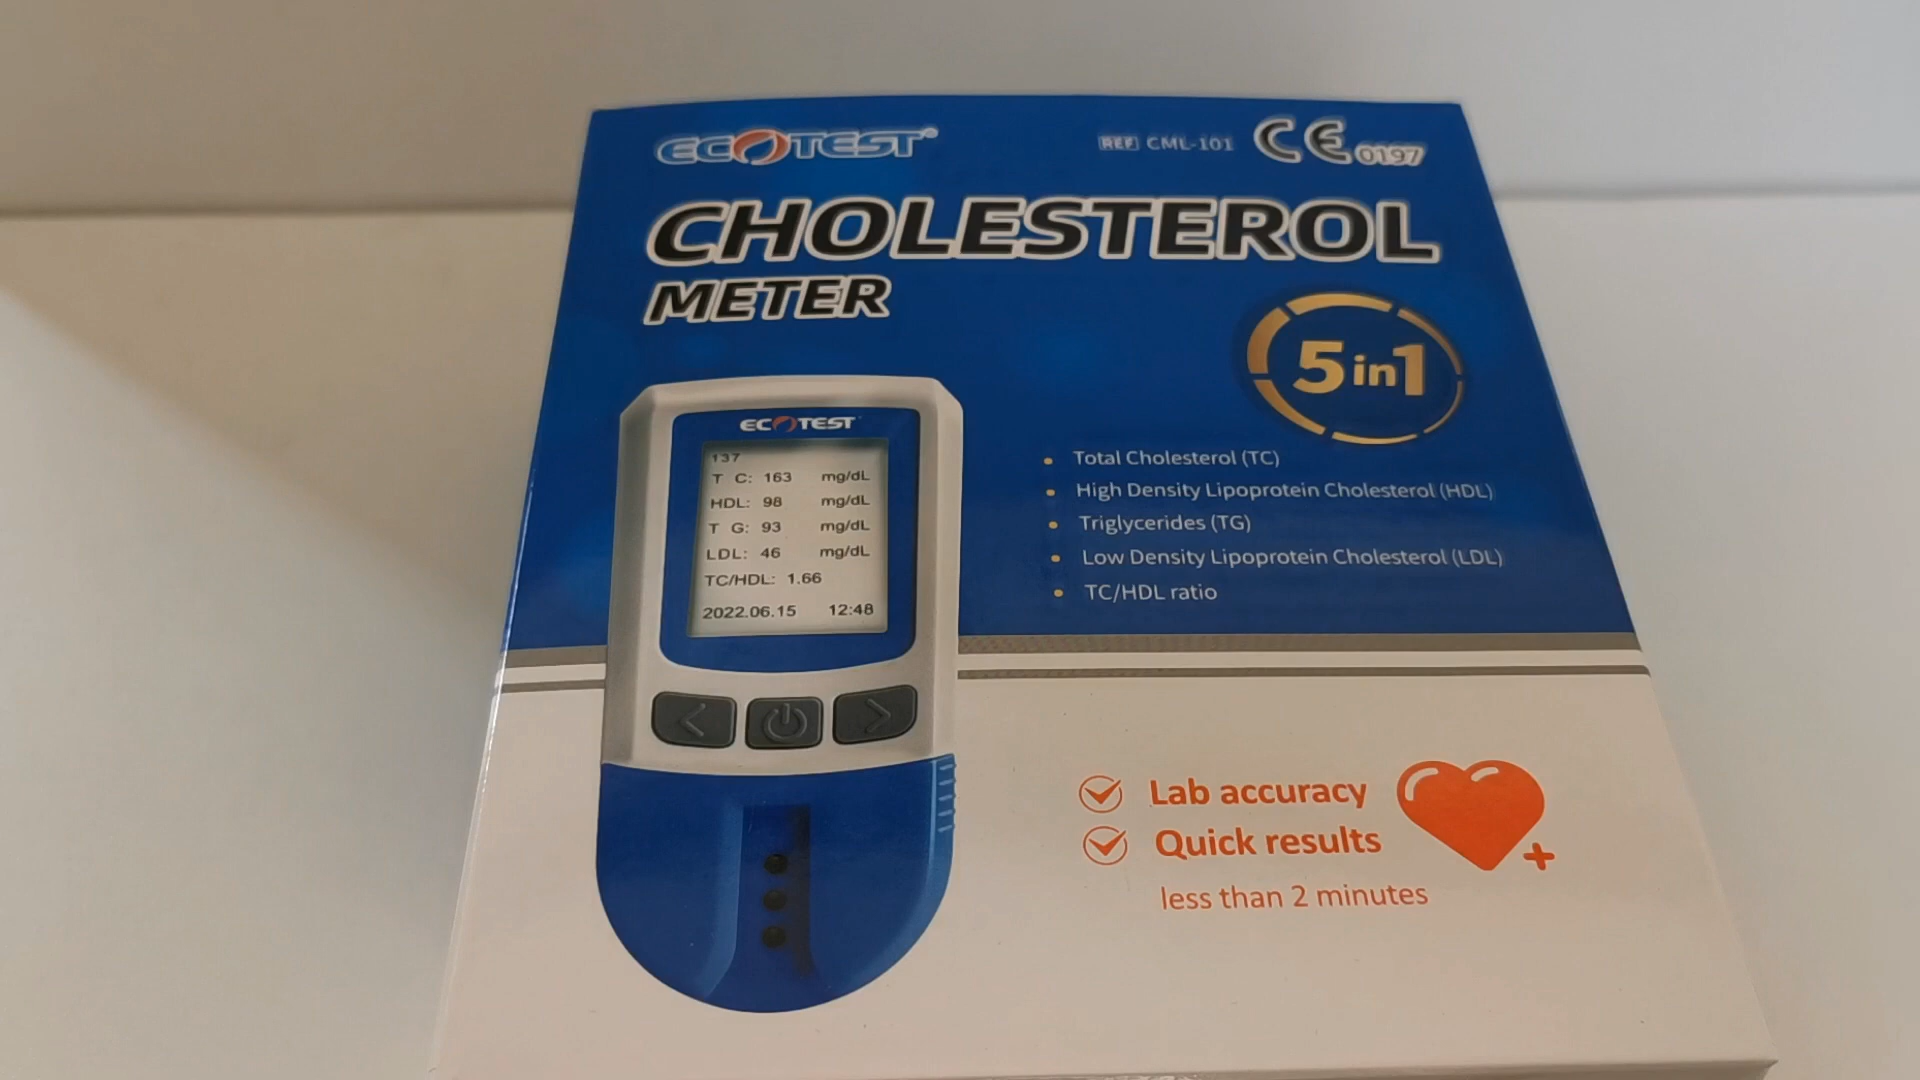 ECOTEST®
REF CML-101 CE 0197
CHOLESTEROL
METER
5 in 1
ECOTEST
137
T C: 163 mg/dL
HDL: 98 mg/dL
T G: 93 mg/dL
LDL: 46 mg/dL
TC/HDL: 1.66
2022.06.15 12:48
• Total Cholesterol (TC)
• High Density Lipoprotein Cholesterol (HDL)
• Triglycerides (TG)
• Low Density Lipoprotein Cholesterol (LDL)
• TC/HDL ratio
Lab accuracy
Quick results
less than 2 minutes